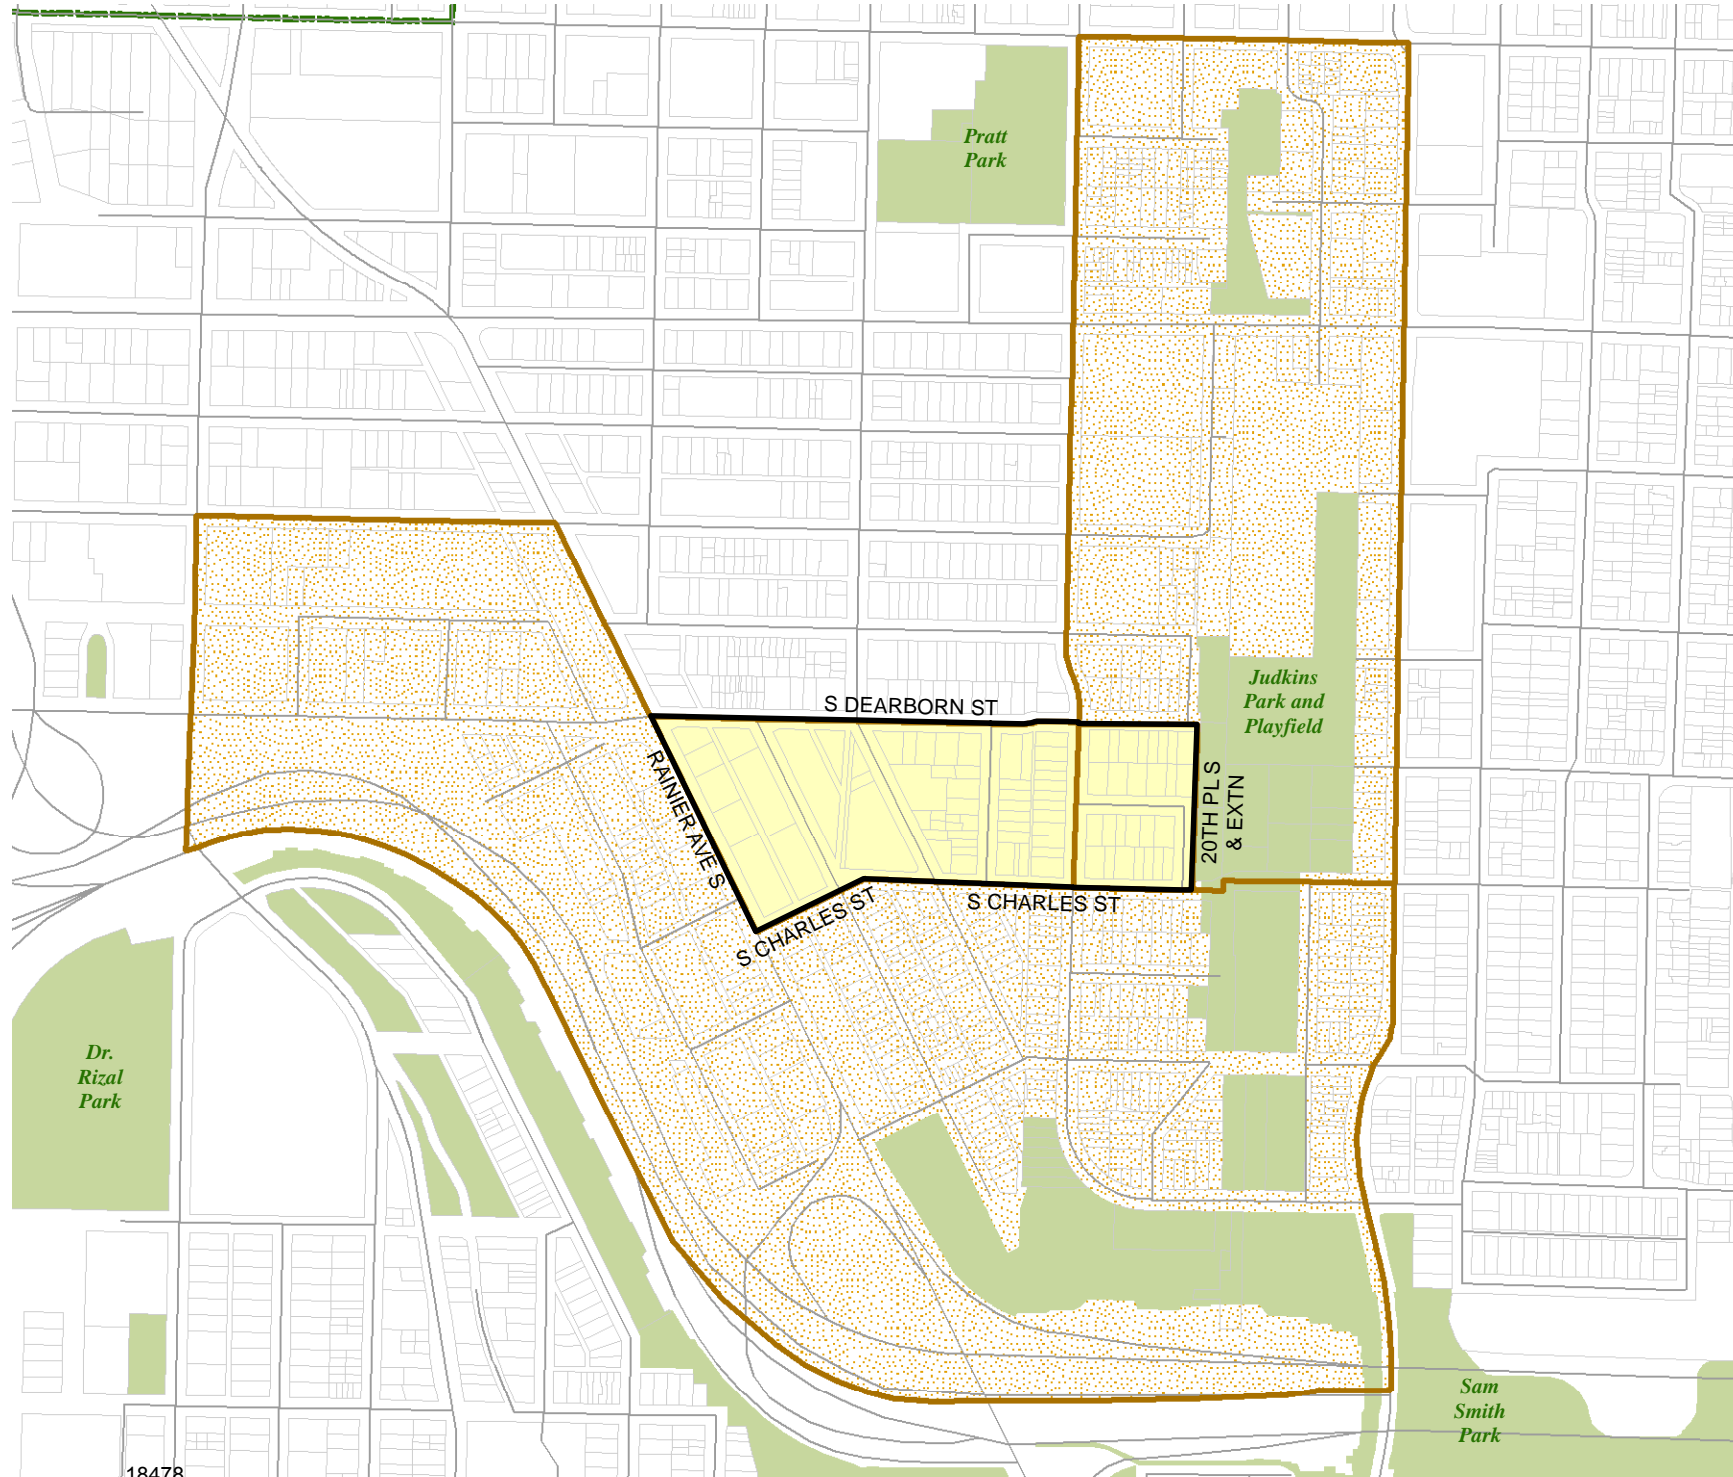 Pratt
Park
Judkins
Park and
Playfield
S DEARBORN ST
RAINIER AVE S
20TH PL S
& EXTN
S CHARLES ST
S CHARLES ST
Dr.
Rizal
Park
Sam
Smith
Park
18478